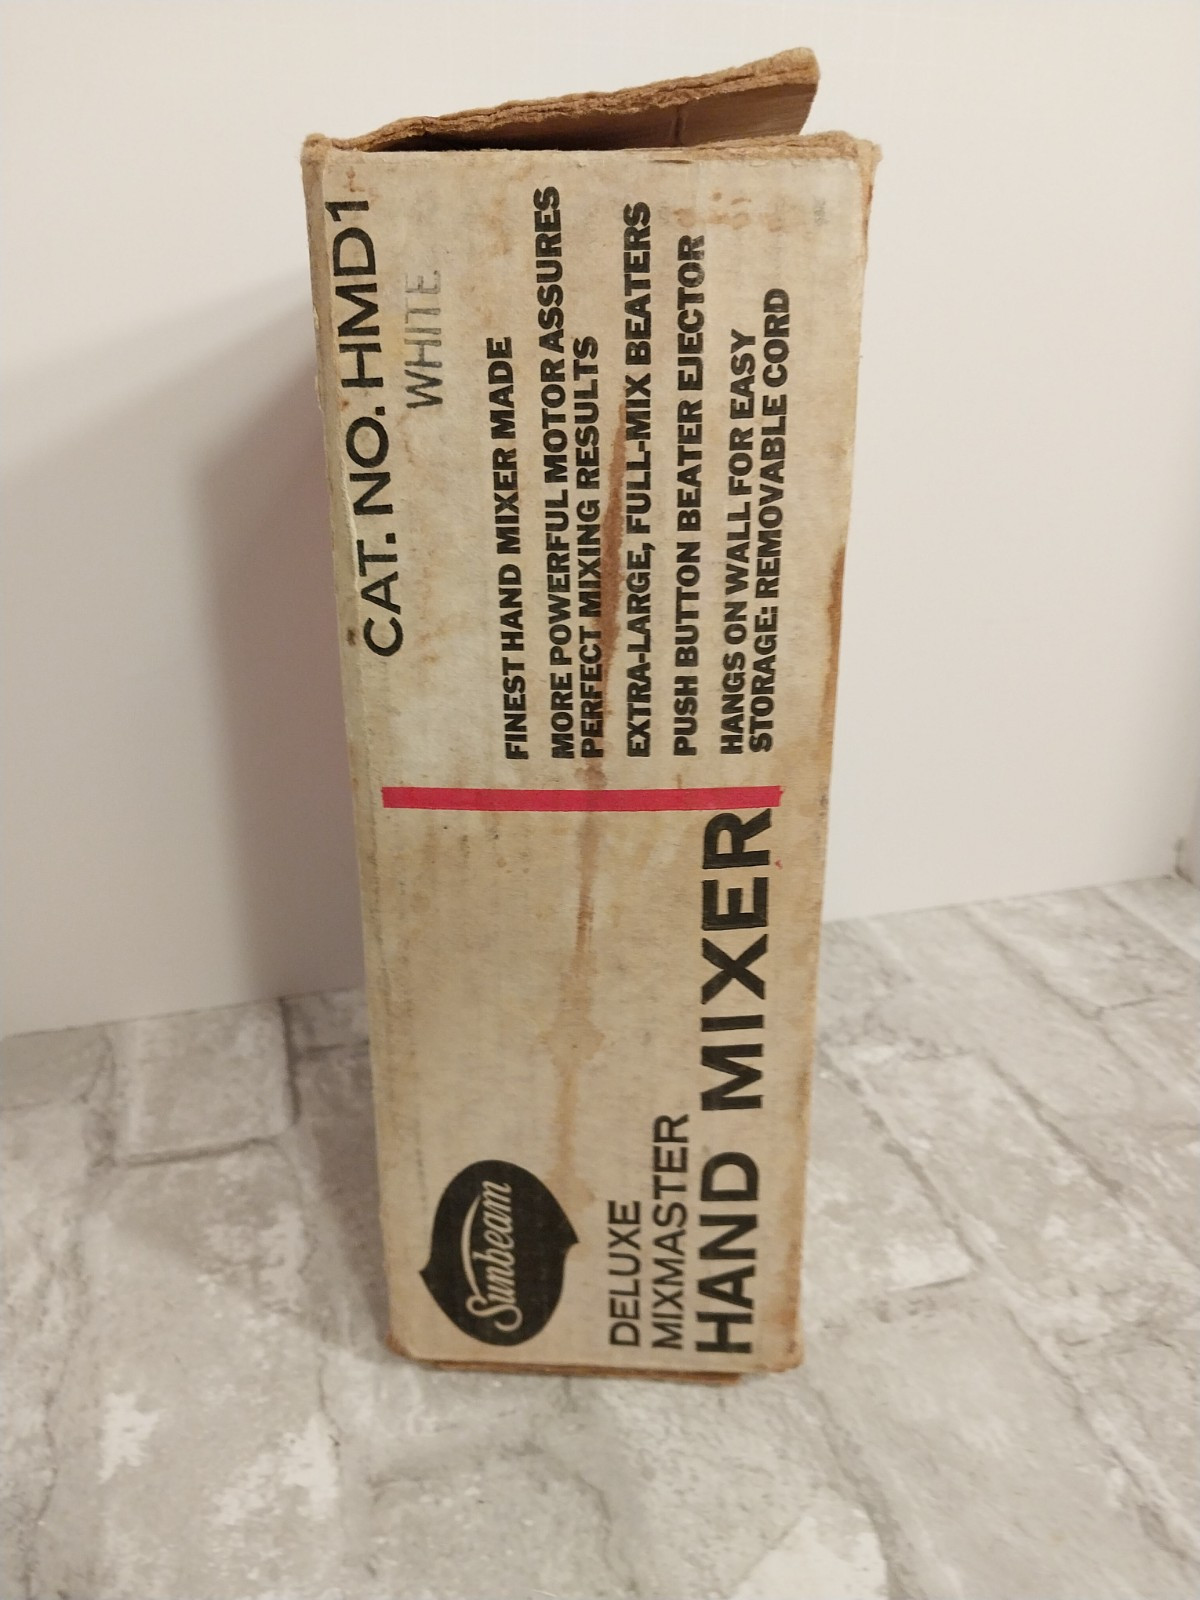 Sunbeam
DELUXE
MIXMASTER
HAND MIXER
CAT. NO. HMD1
WHITE
FINEST HAND MIXER MADE
MORE POWERFUL MOTOR ASSURES
PERFECT MIXING RESULTS
EXTRA-LARGE, FULL-MIX BEATERS
PUSH BUTTON BEATER EJECTOR
HANGS ON WALL FOR EASY
STORAGE: REMOVABLE CORD